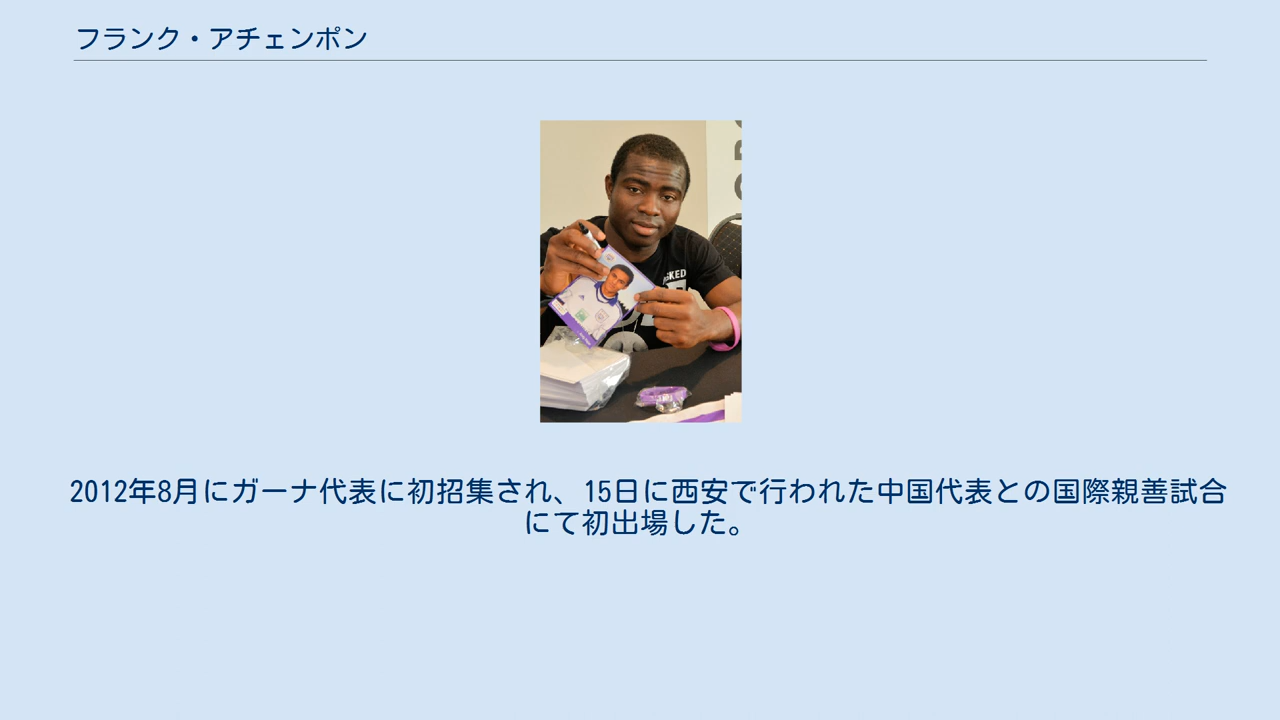 フランク・アチェンポン
2012年8月にガーナ代表に初招集され、15日に西安で行われた中国代表との国際親善試合
にて初出場した。